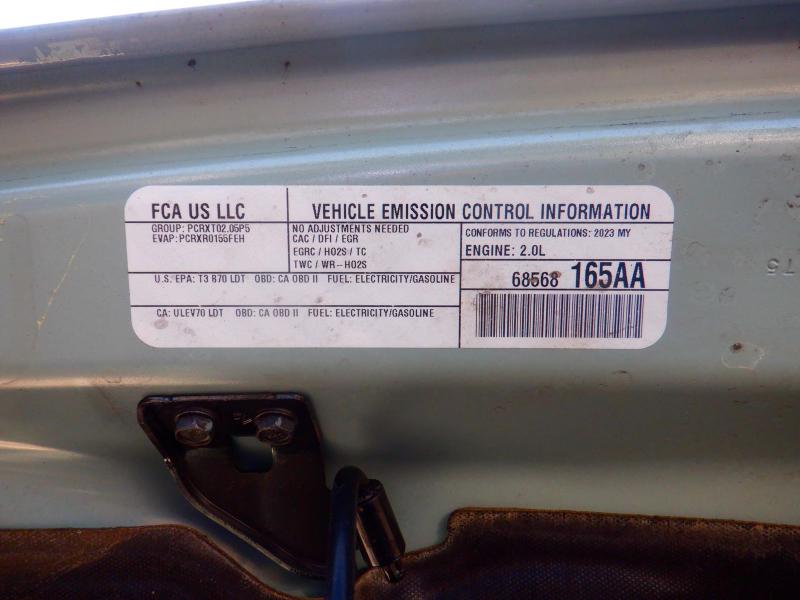 FCA US LLC
VEHICLE EMISSION CONTROL INFORMATION
GROUP: PCRXT02.05P5
EVAP: PCRXR0155FEH
NO ADJUSTMENTS NEEDED
CAC / DFI / EGR
EGRC / HO2S / TC
TWC / WR-HO2S
CONFORMS TO REGULATIONS: 2023 MY
ENGINE: 2.0L
U.S. EPA: T3 B70 LDT OBD: CA OBD II FUEL: ELECTRICITY/GASOLINE
68568 165AA
CA: ULEV70 LDT OBD: CA OBD II FUEL: ELECTRICITY/GASOLINE